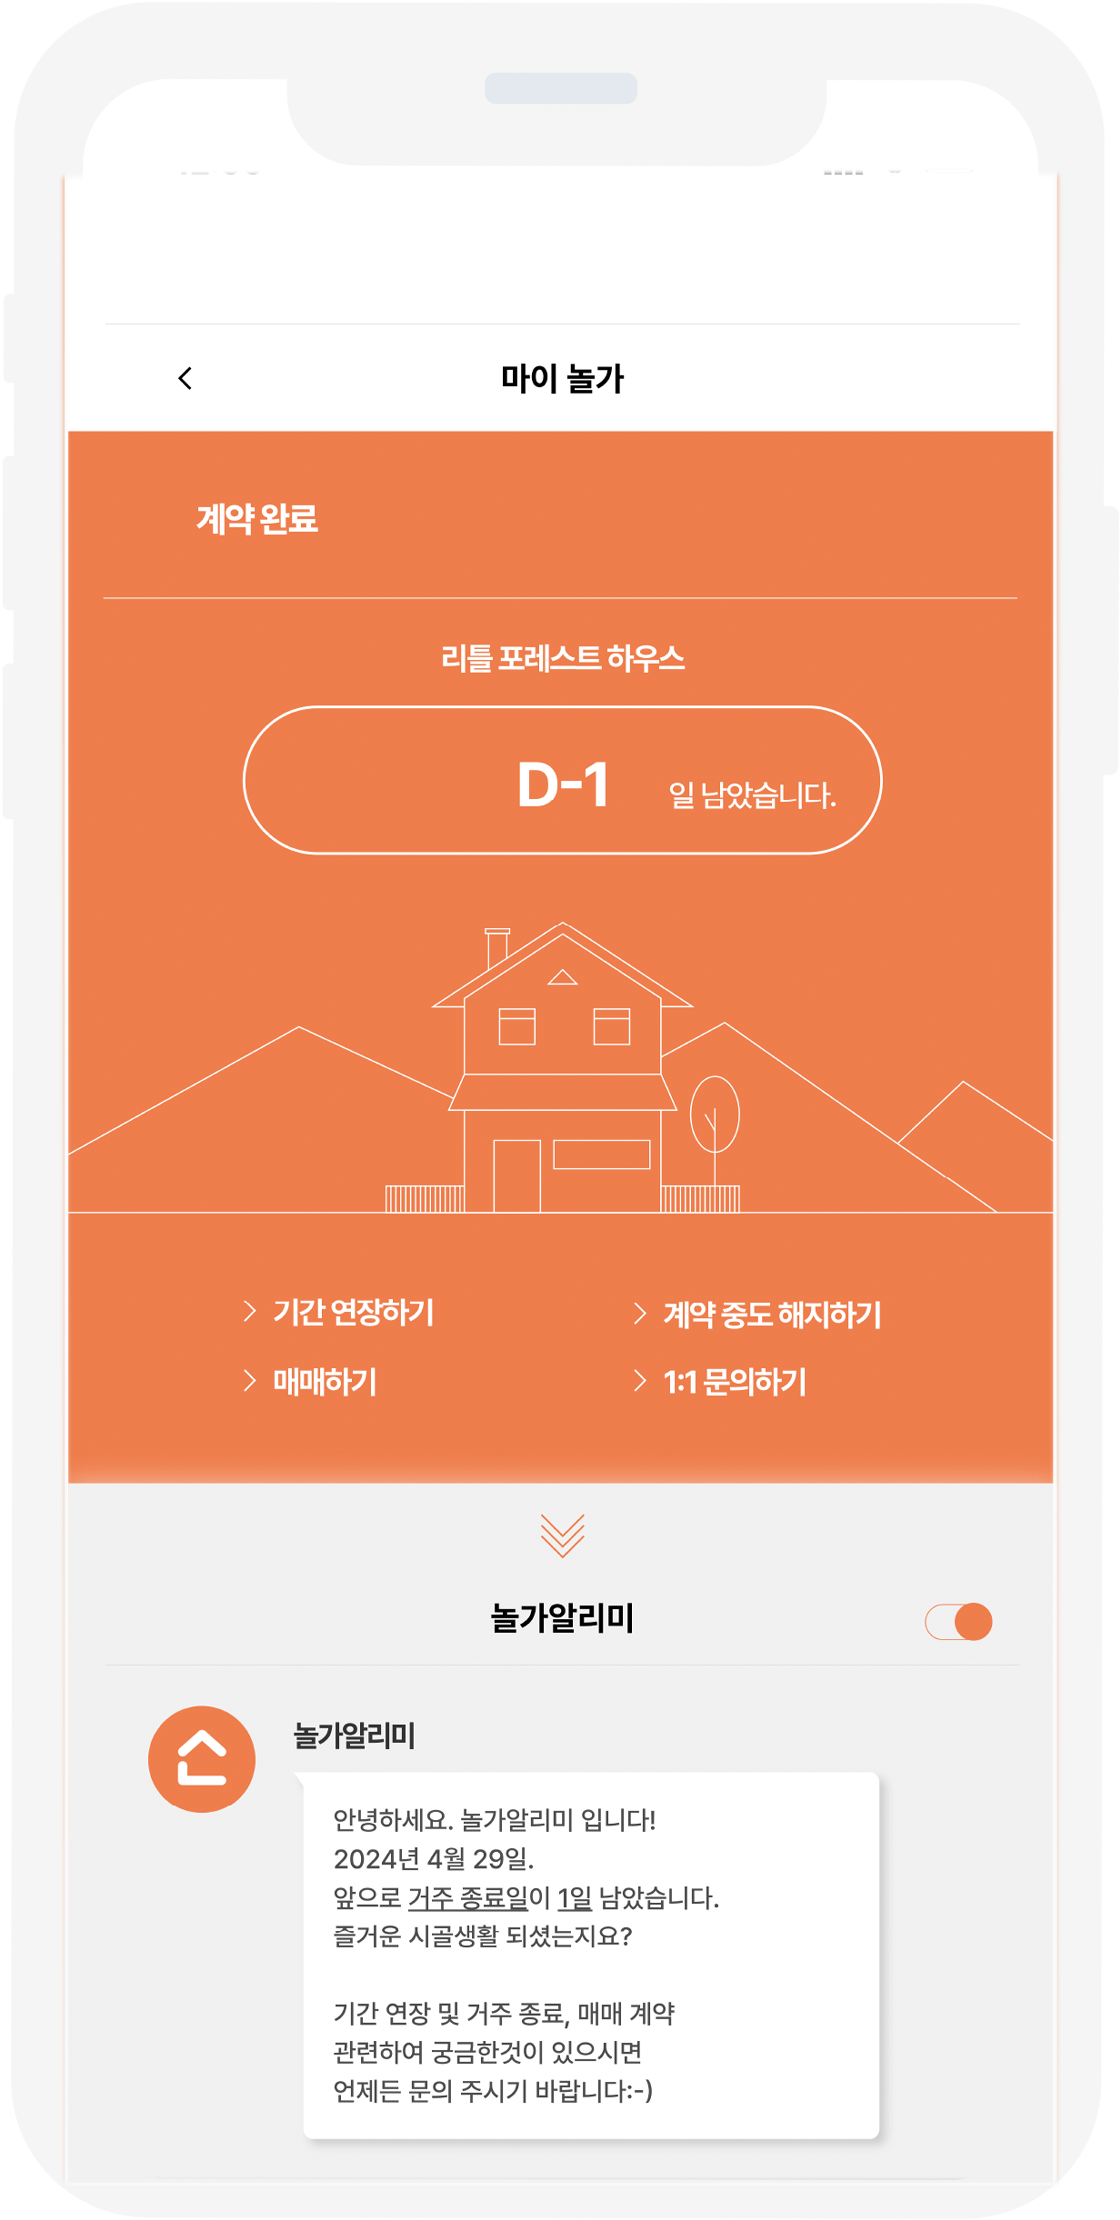 마이 놀가
계약 완료
리틀 포레스트 하우스
D-1 일 남았습니다.
기간 연장하기
계약 중도 해지하기
매매하기
1:1 문의하기
놀가알리미
놀가알리미
안녕하세요. 놀가알리미 입니다!
2024년 4월 29일.
앞으로 거주 종료일이 1일 남았습니다.
즐거운 시골생활 되셨는지요?
기간 연장 및 거주 종료, 매매 계약
관련하여 궁금한것이 있으시면
언제든 문의 주시기 바랍니다:-)